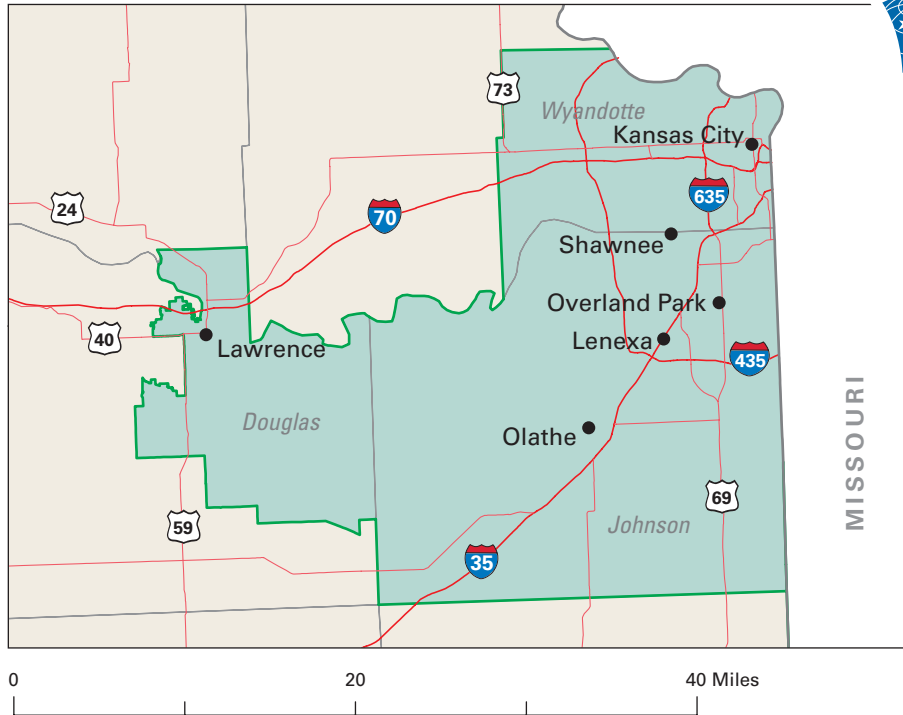 73
Wyandotte
Kansas City
24
70
635
Shawnee
Overland Park
40
Lawrence
Lenexa
435
Douglas
Olathe
MISSOURI
69
59
Johnson
35
0 20 40 Miles